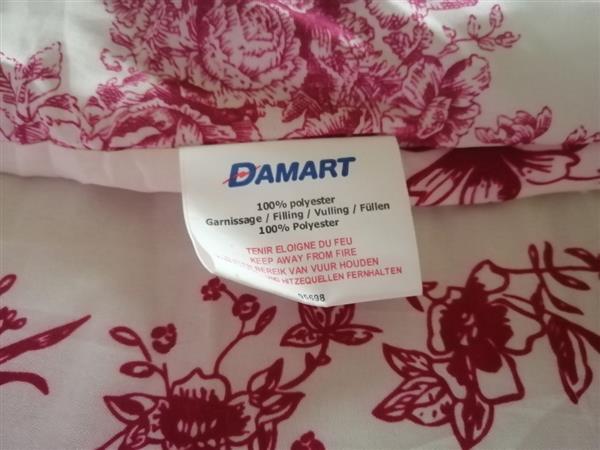 DAMART
100% polyester
Garnissage / Filling / Vulling / Füllen
100% Polyester
TENIR ELOIGNE DU FEU
KEEP AWAY FROM FIRE
BEREIK VAN VUUR HOUDEN
HITZEQUELLEN FERNHALTEN